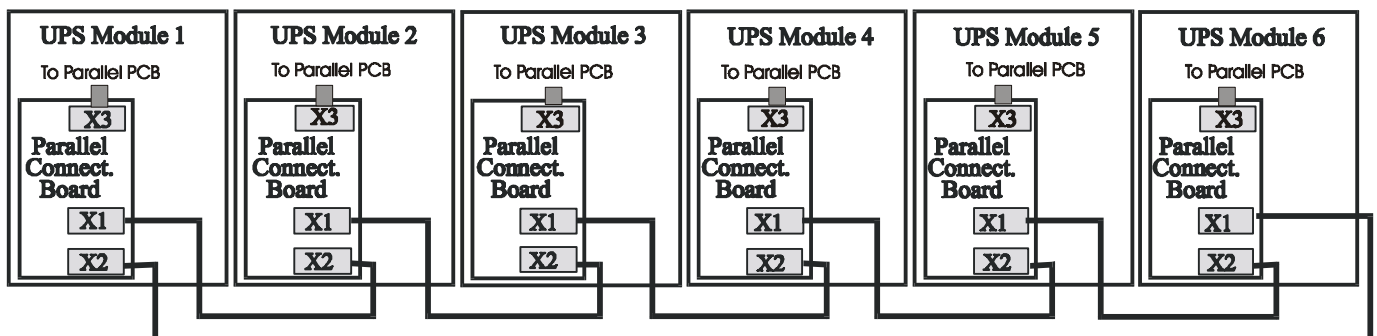 UPS Module 1
To Parallel PCB
X3
Parallel
Connect.
Board
X1
X2
UPS Module 2
To Parallel PCB
X3
Parallel
Connect.
Board
X1
X2
UPS Module 3
To Parallel PCB
X3
Parallel
Connect.
Board
X1
X2
UPS Module 4
To Parallel PCB
X3
Parallel
Connect.
Board
X1
X2
UPS Module 5
To Parallel PCB
X3
Parallel
Connect.
Board
X1
X2
UPS Module 6
To Parallel PCB
X3
Parallel
Connect.
Board
X1
X2